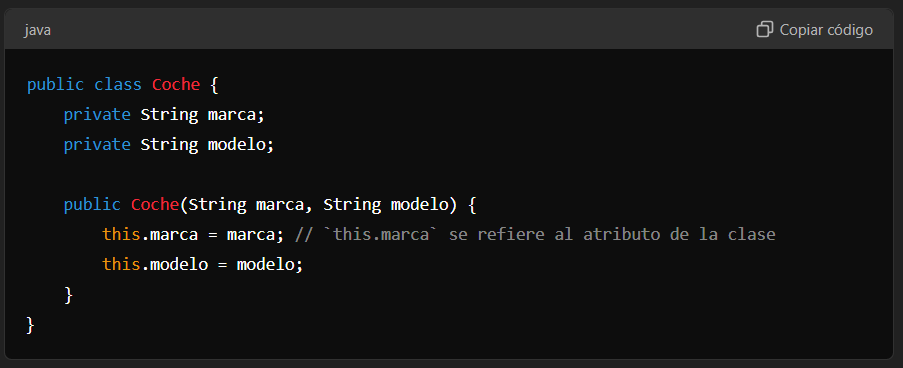 java
Copiar código
public class Coche {
    private String marca;
    private String modelo;

    public Coche(String marca, String modelo) {
        this.marca = marca; // `this.marca` se refiere al atributo de la clase
        this.modelo = modelo;
    }
}